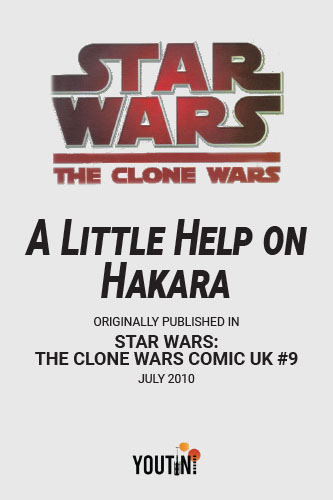 STAR
WARS
THE CLONE WARS
A LITTLE HELP ON
HAKARA
ORIGINALLY PUBLISHED IN
STAR WARS:
THE CLONE WARS COMIC UK #9
JULY 2010
YOUTINI